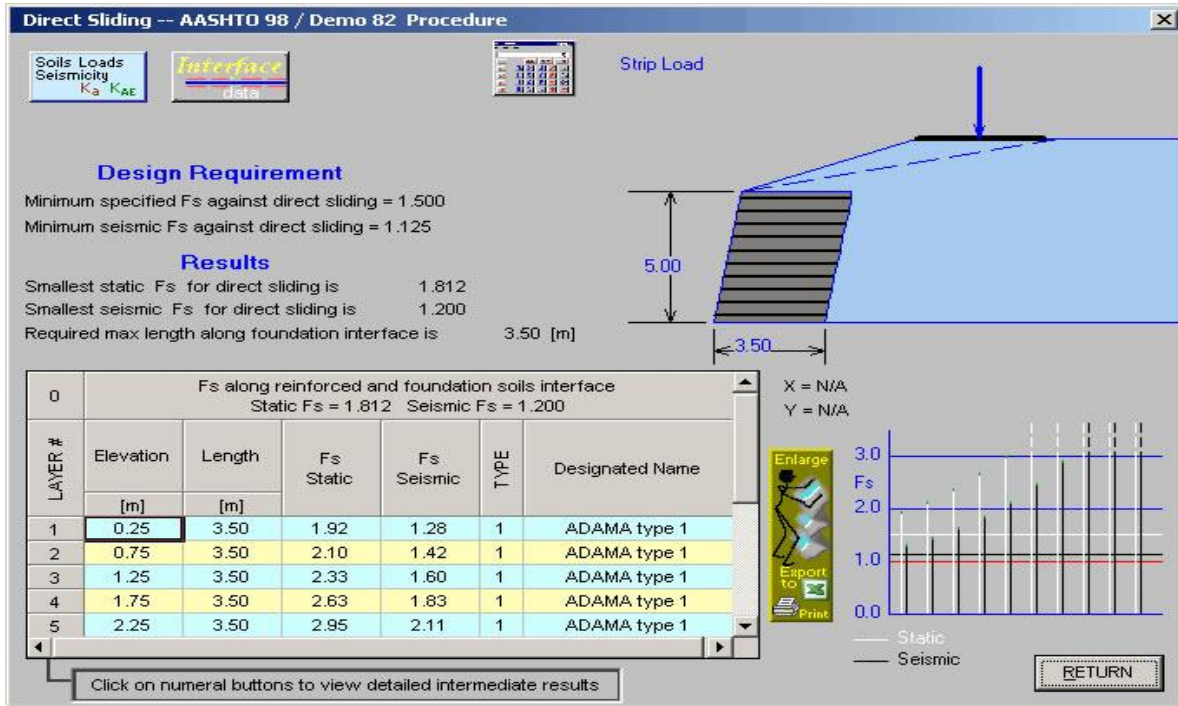 Direct Sliding -- AASHTO 98 / Demo 82 Procedure
Soils Loads
Seismicity
Ka KAE
Interface
data
Strip Load
Design Requirement
Minimum specified Fs against direct sliding = 1.500
Minimum seismic Fs against direct sliding = 1.125
Results
Smallest static Fs for direct sliding is 1.812
Smallest seismic Fs for direct sliding is 1.200
Required max length along foundation interface is 3.50 [m]
5.00
3.50
0 Fs along reinforced and foundation soils interface
Static Fs = 1.812 Seismic Fs = 1.200
LAYER # Elevation Length Fs Static Fs Seismic TYPE Designated Name
[m] [m]
1 0.25 3.50 1.92 1.28 1 ADAMA type 1
2 0.75 3.50 2.10 1.42 1 ADAMA type 1
3 1.25 3.50 2.33 1.60 1 ADAMA type 1
4 1.75 3.50 2.63 1.83 1 ADAMA type 1
5 2.25 3.50 2.95 2.11 1 ADAMA type 1
Click on numeral buttons to view detailed intermediate results
X = N/A
Y = N/A
Enlarge
Export
to
Print
3.0
Fs
2.0
1.0
0.0
Static
Seismic
RETURN